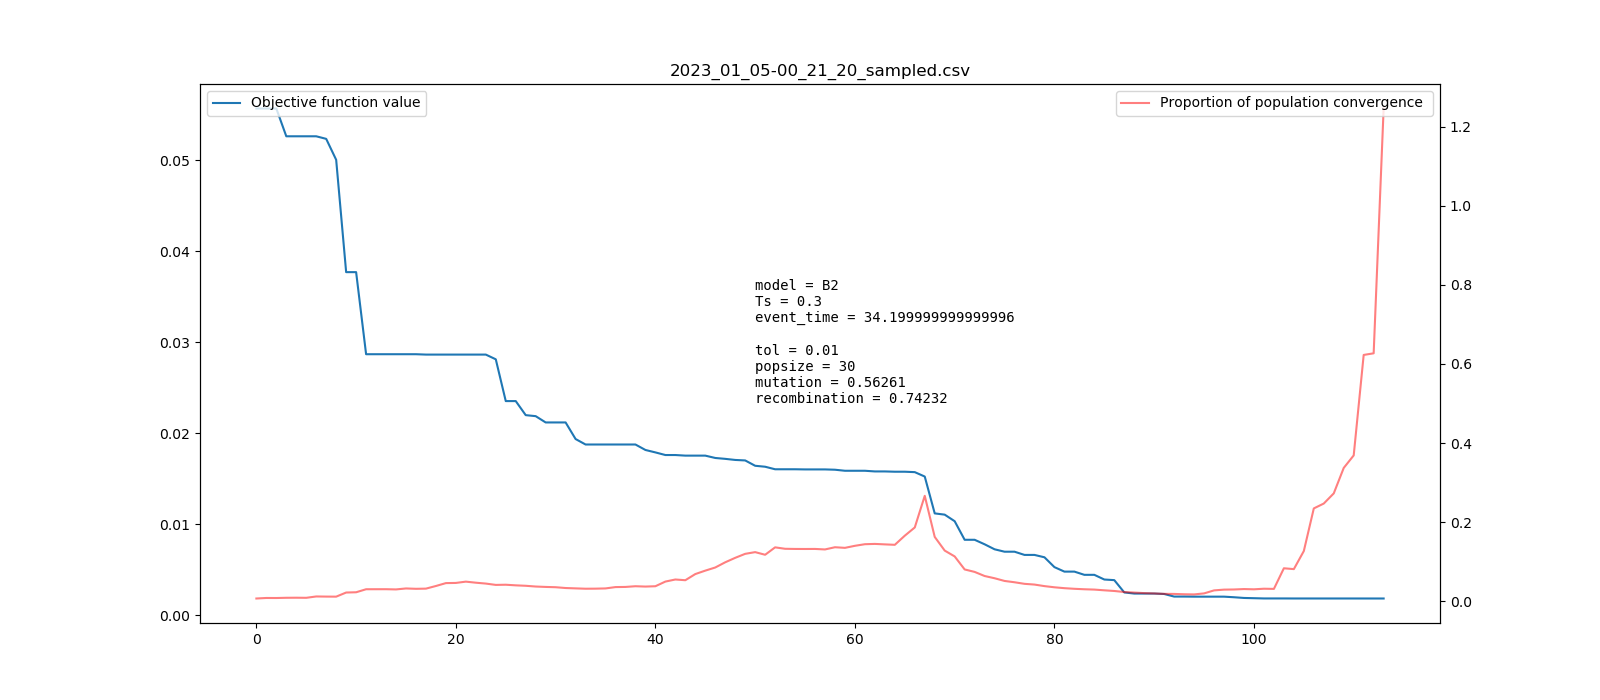 2023_01_05-00_21_20_sampled.csv
Objective function value
Proportion of population convergence
0.05
0.04
0.03
0.02
0.01
0.00
model = B2
Ts = 0.3
event_time = 34.199999999999996
tol = 0.01
popsize = 30
mutation = 0.56261
recombination = 0.74232
1.2
1.0
0.8
0.6
0.4
0.2
0.0
0 20 40 60 80 100